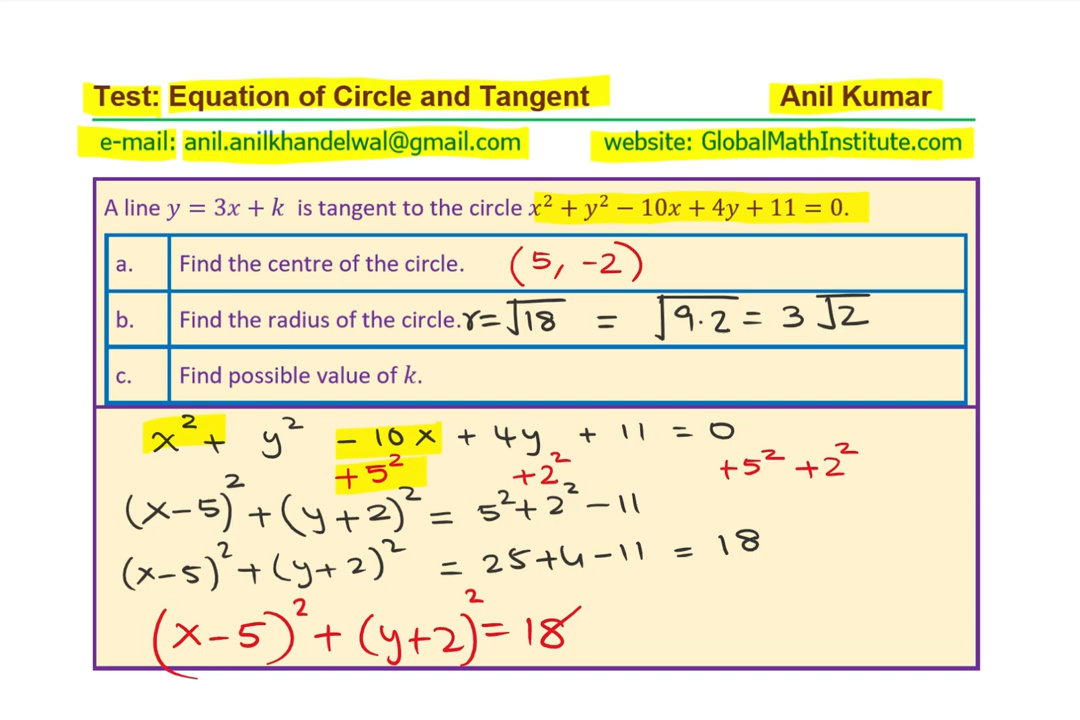 Test: Equation of Circle and Tangent Anil Kumar
e-mail: anil.anilkhandelwal@gmail.com website: GlobalMathInstitute.com
A line y = 3x + k is tangent to the circle x² + y² − 10x + 4y + 11 = 0.
a. Find the centre of the circle. (5, -2)
b. Find the radius of the circle. r = √18 = √9·2 = 3√2
c. Find possible value of k.
x² + y² − 10x + 4y + 11 = 0
+5² +2² +5² +2²
(x−5)² + (y+2)² = 5² + 2² − 11
(x−5)² + (y+2)² = 25+4−11 = 18
(x−5)² + (y+2)² = 18